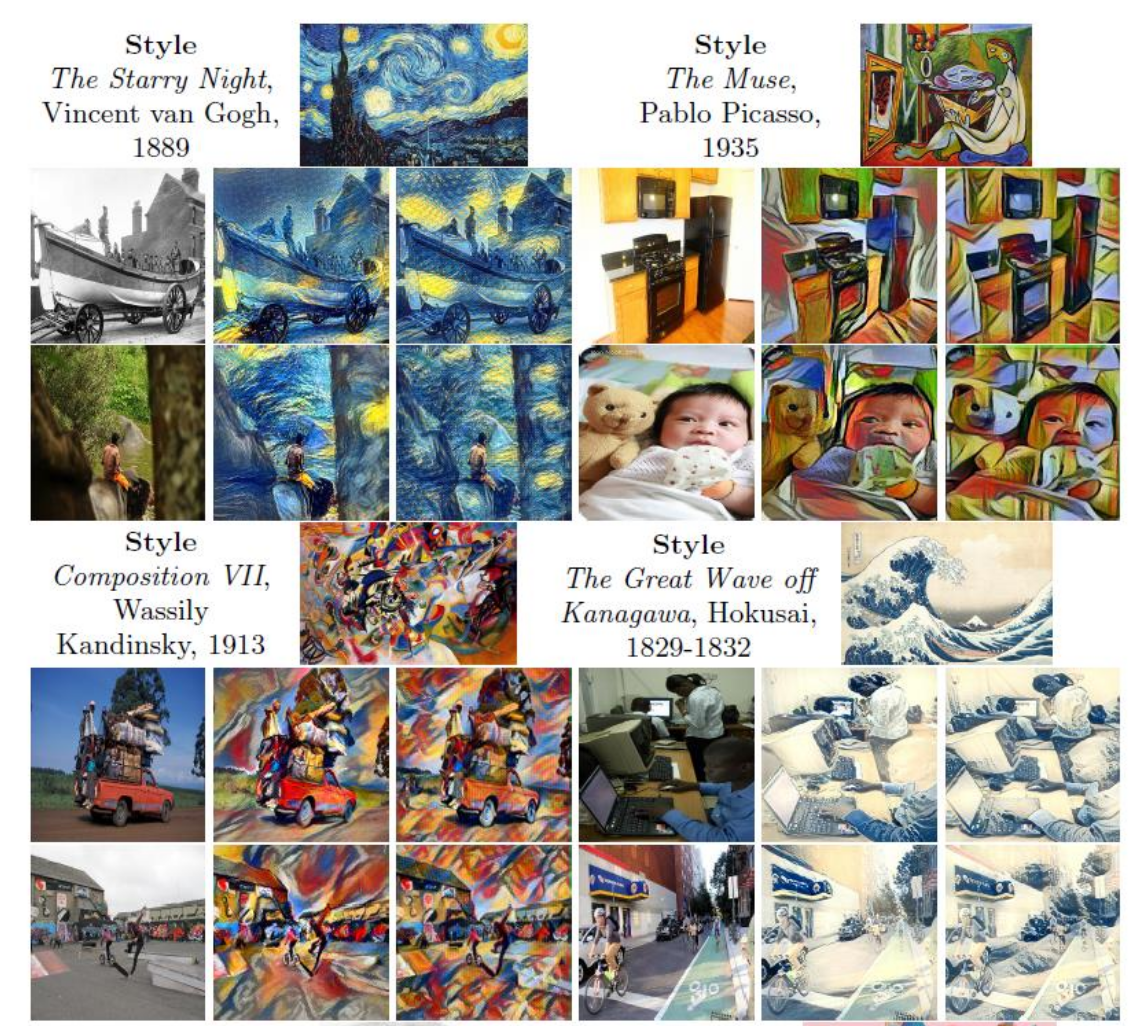 Style
The Starry Night,
Vincent van Gogh,
1889
Style
The Muse,
Pablo Picasso,
1935
Style
Composition VII,
Wassily
Kandinsky, 1913
Style
The Great Wave off
Kanagawa, Hokusai,
1829-1832